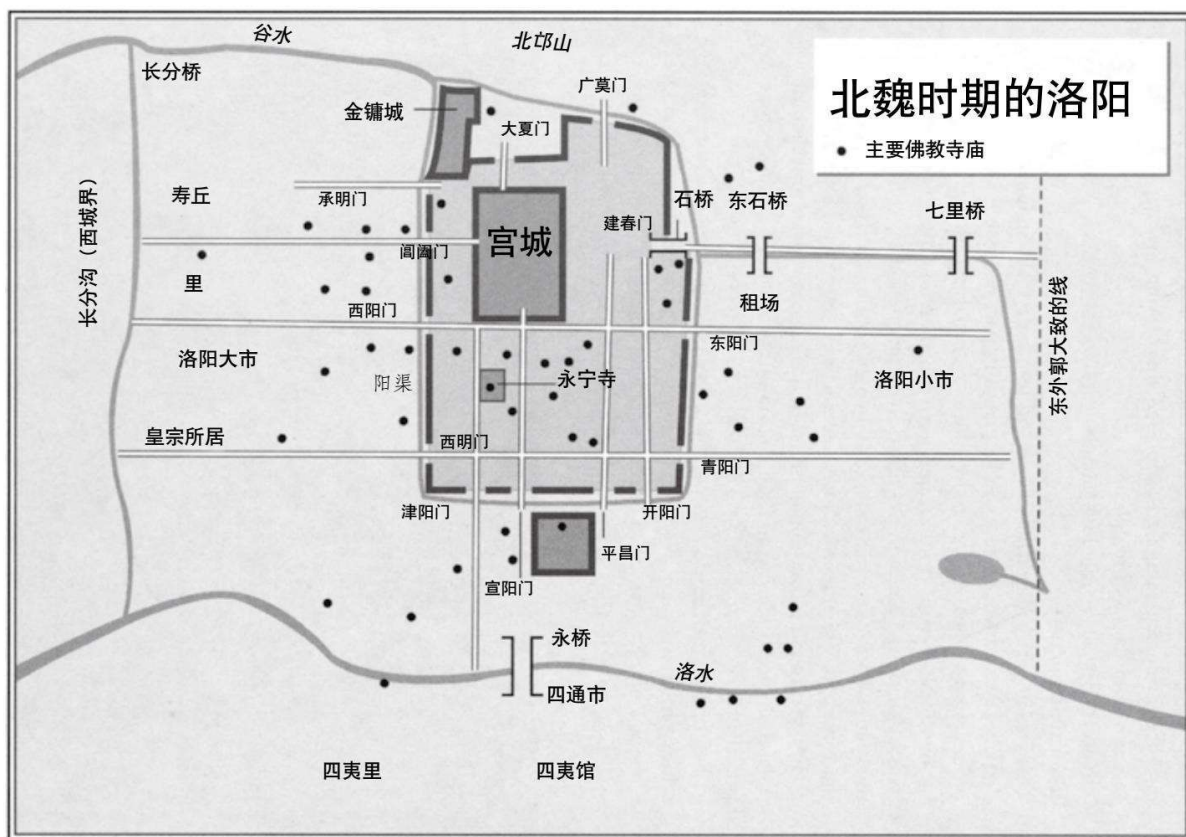 谷水
北邙山
北魏时期的洛阳
主要佛教寺庙
长分桥
金镛城
广莫门
大夏门
寿丘
承明门
石桥
东石桥
七里桥
建春门
宫城
阊阖门
长分沟（西城界）
里
西阳门
租场
东外郭大致的线
洛阳大市
东阳门
阳渠
永宁寺
洛阳小市
皇宗所居
西明门
青阳门
津阳门
开阳门
平昌门
宣阳门
永桥
洛水
四通市
四夷里
四夷馆